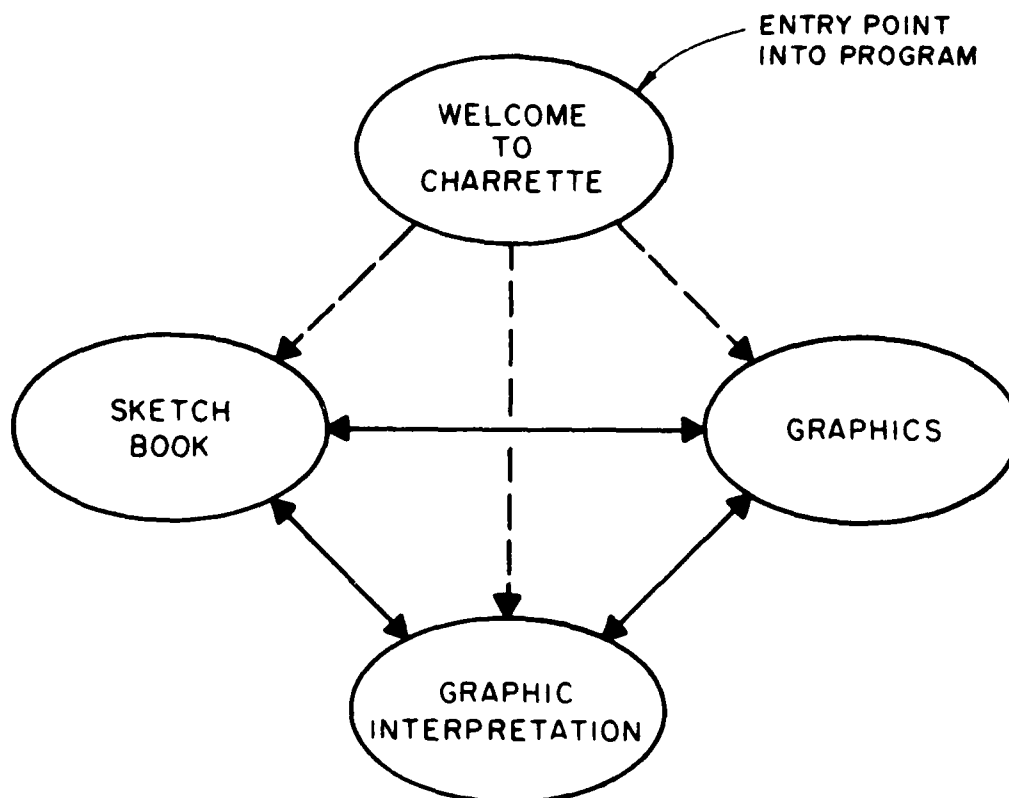 ENTRY POINT
INTO PROGRAM
WELCOME
TO
CHARRETTE
SKETCH
BOOK
GRAPHICS
GRAPHIC
INTERPRETATION